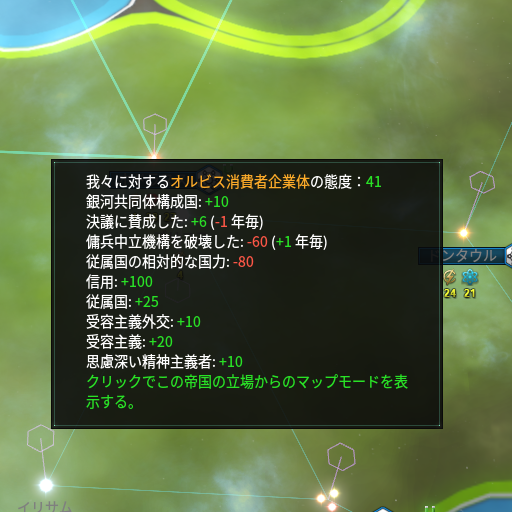 我々に対するオルビス消費者企業体の態度：41
銀河共同体構成国: +10
決議に賛成した: +6 (-1 年毎)
傭兵中立機構を破壊した: -60 (+1 年毎)
従属国の相対的な国力: -80
信用: +100
従属国: +25
受容主義外交: +10
受容主義: +20
思慮深い精神主義者: +10
クリックでこの帝国の立場からのマップモードを表
示する。
トンタウル
24 21
イリサム